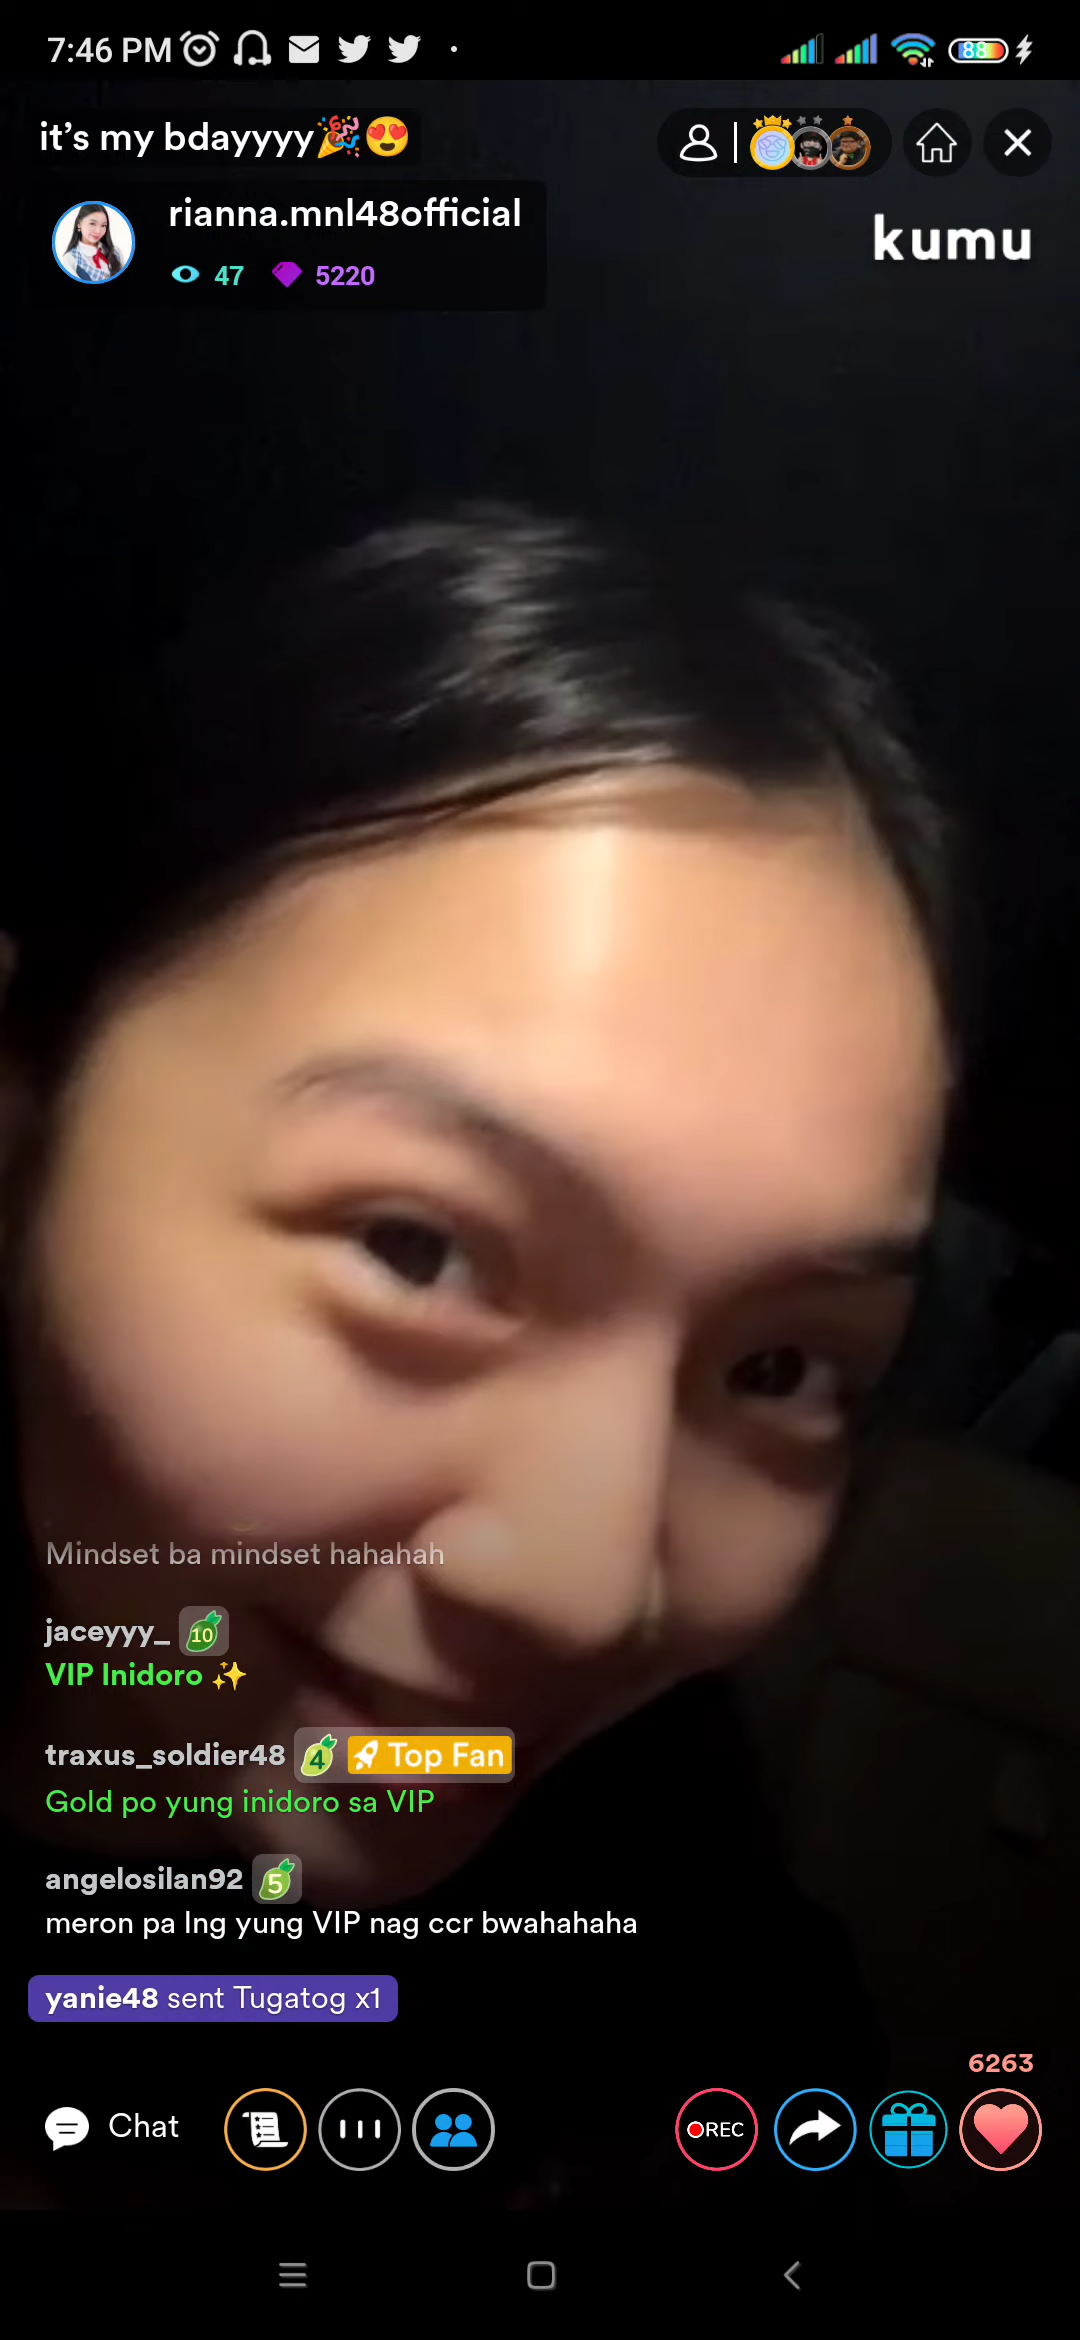 7:46 PM
88
it's my bdayyyy🎉😍
rianna.mnl48official
47 5220
kumu
Mindset ba mindset hahahah
jaceyyy_ 10
VIP Inidoro ✨
traxus_soldier48 4 Top Fan
Gold po yung inidoro sa VIP
angelosilan92 5
meron pa lng yung VIP nag ccr bwahahaha
yanie48 sent Tugatog x1
6263
Chat
REC